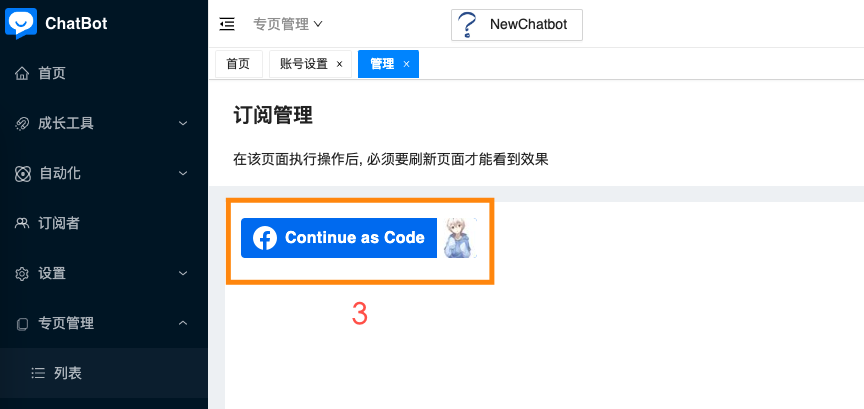 ChatBot
专页管理
NewChatbot
首页
账号设置 ×
管理 ×
首页
成长工具
自动化
订阅者
设置
专页管理
列表
订阅管理
在该页面执行操作后, 必须要刷新页面才能看到效果
Continue as Code
3